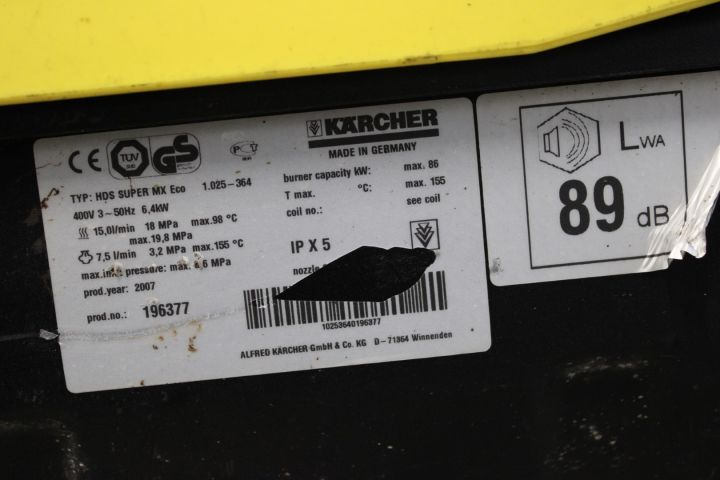 KÄRCHER
MADE IN GERMANY
CE TÜV GS
TYP: HDS SUPER MX Eco 1.025-364
400V 3~50Hz 6,4kW
15,0l/min 18 MPa max.98 °C
max.19,8 MPa
7,5 l/min 3,2 MPa max.155 °C
prod.year: 2007
prod.no.: 196377
burner capacity kW: max. 86
T max. °C: max. 155
coil no.: see coil
IP X 5
nozzle
10253640196377
ALFRED KÄRCHER GmbH & Co. KG D-71364 Winnenden
LWA
89 dB